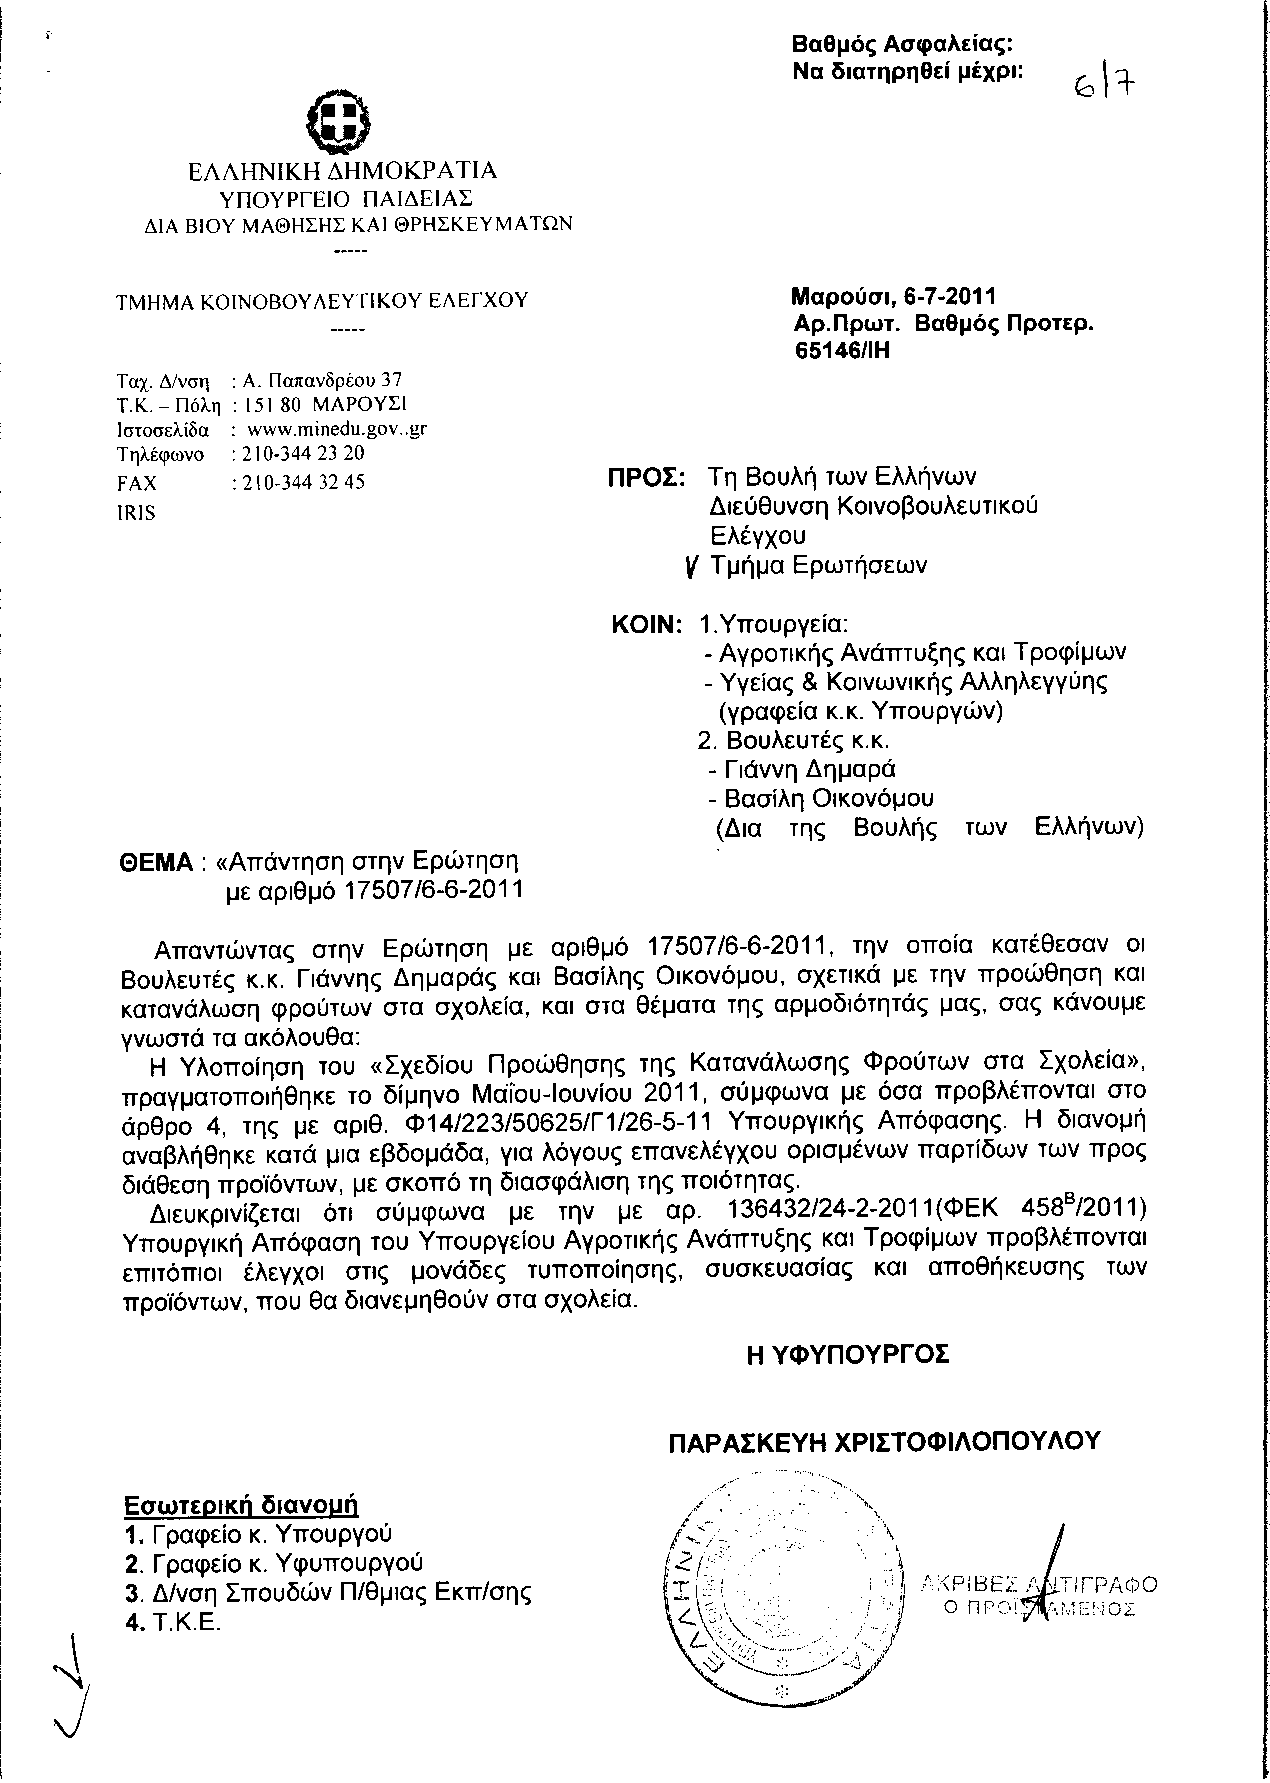 Βαθμός Ασφαλείας:
Να διατηρηθεί μέχρι:
6/7
ΕΛΛΗΝΙΚΗ ΔΗΜΟΚΡΑΤΙΑ
ΥΠΟΥΡΓΕΙΟ ΠΑΙΔΕΙΑΣ
ΔΙΑ ΒΙΟΥ ΜΑΘΗΣΗΣ ΚΑΙ ΘΡΗΣΚΕΥΜΑΤΩΝ
-----
ΤΜΗΜΑ ΚΟΙΝΟΒΟΥΛΕΥΤΙΚΟΥ ΕΛΕΓΧΟΥ
-----
Μαρούσι, 6-7-2011
Αρ.Πρωτ. Βαθμός Προτερ.
65146/ΙΗ
Ταχ. Δ/νση : Α. Παπανδρέου 37
Τ.Κ. – Πόλη : 151 80 ΜΑΡΟΥΣΙ
Ιστοσελίδα : www.minedu.gov..gr
Τηλέφωνο : 210-344 23 20
FAX : 210-344 32 45
IRIS
ΠΡΟΣ: Τη Βουλή των Ελλήνων
Διεύθυνση Κοινοβουλευτικού
Ελέγχου
Τμήμα Ερωτήσεων
ΚΟΙΝ: 1.Υπουργεία:
- Αγροτικής Ανάπτυξης και Τροφίμων
- Υγείας & Κοινωνικής Αλληλεγγύης
(γραφεία κ.κ. Υπουργών)
2. Βουλευτές κ.κ.
- Γιάννη Δημαρά
- Βασίλη Οικονόμου
(Δια της Βουλής των Ελλήνων)
ΘΕΜΑ : «Απάντηση στην Ερώτηση
με αριθμό 17507/6-6-2011
Απαντώντας στην Ερώτηση με αριθμό 17507/6-6-2011, την οποία κατέθεσαν οι
Βουλευτές κ.κ. Γιάννης Δημαράς και Βασίλης Οικονόμου, σχετικά με την προώθηση και
κατανάλωση φρούτων στα σχολεία, και στα θέματα της αρμοδιότητάς μας, σας κάνουμε
γνωστά τα ακόλουθα:
Η Υλοποίηση του «Σχεδίου Προώθησης της Κατανάλωσης Φρούτων στα Σχολεία»,
πραγματοποιήθηκε το δίμηνο Μαΐου-Ιουνίου 2011, σύμφωνα με όσα προβλέπονται στο
άρθρο 4, της με αριθ. Φ14/223/50625/Γ1/26-5-11 Υπουργικής Απόφασης. Η διανομή
αναβλήθηκε κατά μια εβδομάδα, για λόγους επανελέγχου ορισμένων παρτίδων των προς
διάθεση προϊόντων, με σκοπό τη διασφάλιση της ποιότητας.
Διευκρινίζεται ότι σύμφωνα με την με αρ. 136432/24-2-2011(ΦΕΚ 458Β/2011)
Υπουργική Απόφαση του Υπουργείου Αγροτικής Ανάπτυξης και Τροφίμων προβλέπονται
επιτόπιοι έλεγχοι στις μονάδες τυποποίησης, συσκευασίας και αποθήκευσης των
προϊόντων, που θα διανεμηθούν στα σχολεία.
Η ΥΦΥΠΟΥΡΓΟΣ
ΠΑΡΑΣΚΕΥΗ ΧΡΙΣΤΟΦΙΛΟΠΟΥΛΟΥ
Εσωτερική διανομή
1. Γραφείο κ. Υπουργού
2. Γραφείο κ. Υφυπουργού
3. Δ/νση Σπουδών Π/θμιας Εκπ/σης
4. Τ.Κ.Ε.
ΑΚΡΙΒΕΣ ΑΝΤΙΓΡΑΦΟ
Ο ΠΡΟΪΣΤΑΜΕΝΟΣ